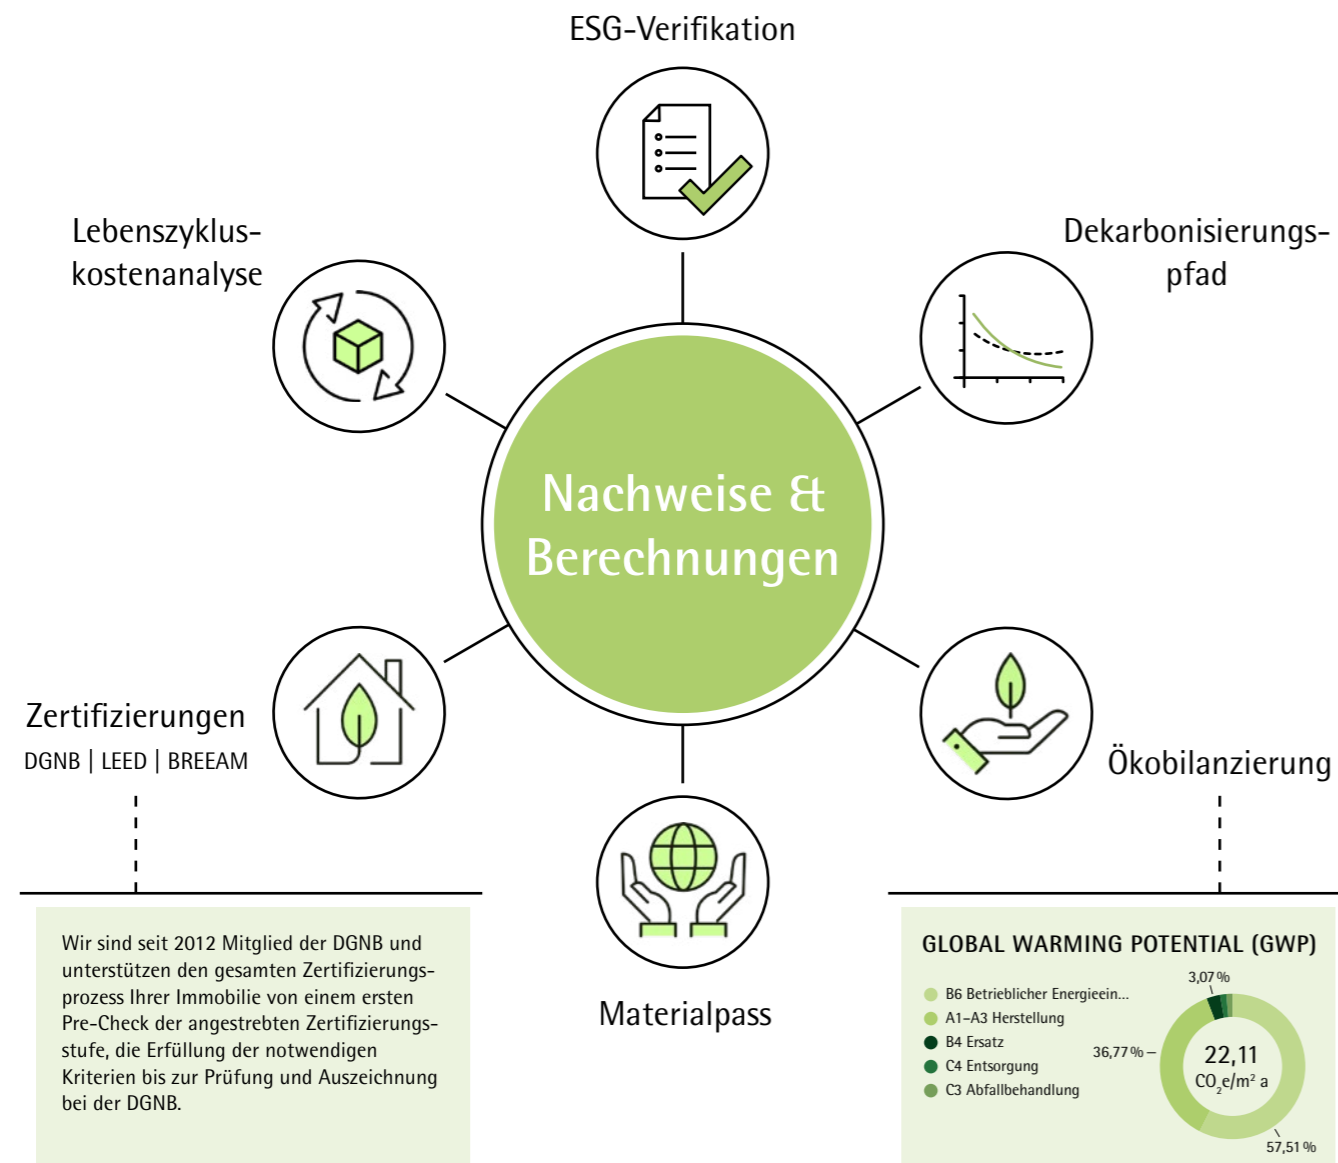 ESG-Verifikation
Lebenszyklus-
kostenanalyse
Dekarbonisierungs-
pfad
Nachweise &
Berechnungen
Zertifizierungen
DGNB | LEED | BREEAM
Ökobilanzierung
Materialpass
Wir sind seit 2012 Mitglied der DGNB und
unterstützen den gesamten Zertifizierungs-
prozess Ihrer Immobilie von einem ersten
Pre-Check der angestrebten Zertifizierungs-
stufe, die Erfüllung der notwendigen
Kriterien bis zur Prüfung und Auszeichnung
bei der DGNB.
GLOBAL WARMING POTENTIAL (GWP)
B6 Betrieblicher Energieein...
A1–A3 Herstellung
B4 Ersatz
C4 Entsorgung
C3 Abfallbehandlung
3,07 %
36,77 %
22,11
CO₂e/m² a
57,51 %